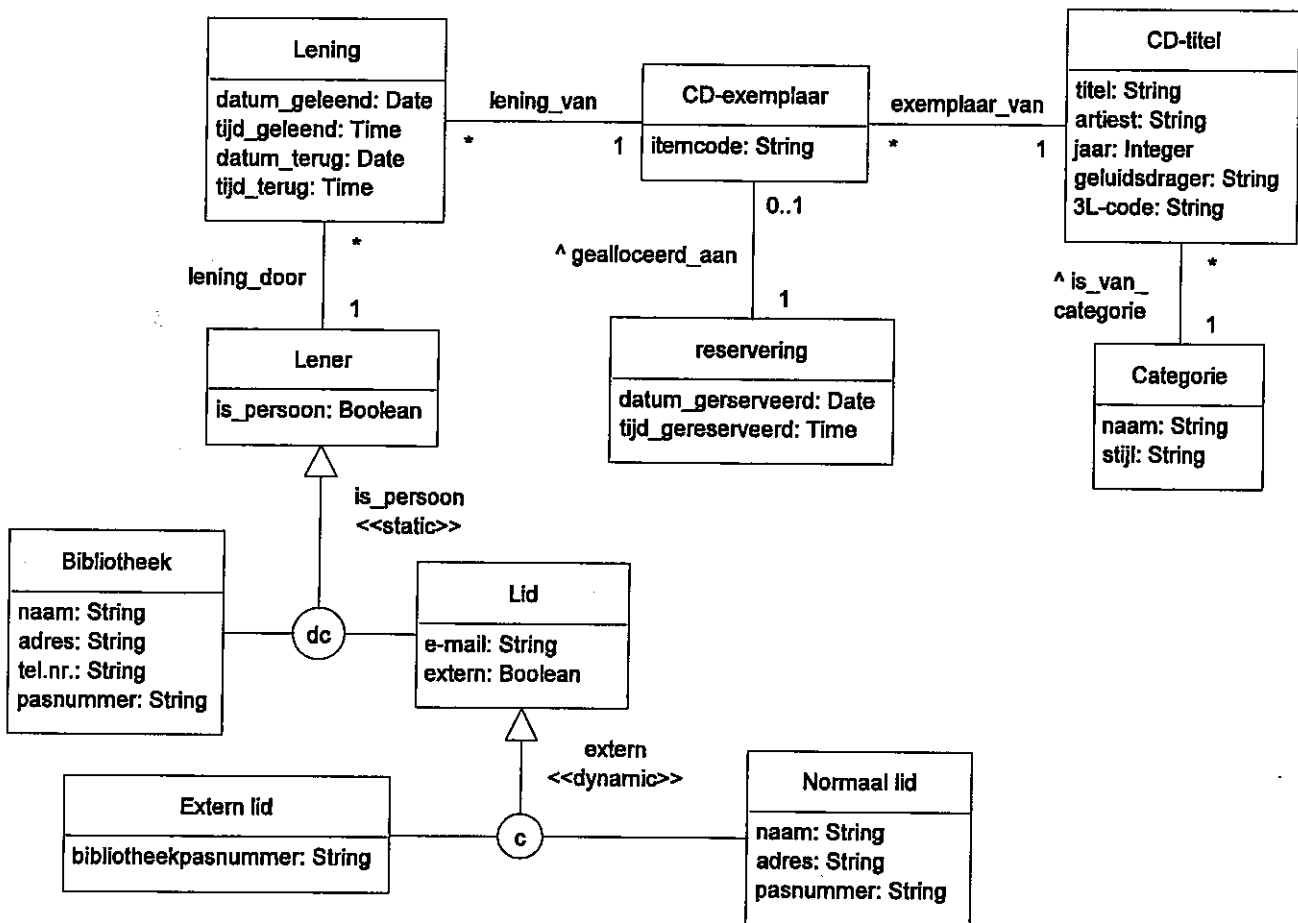 Lening
datum_geleend: Date
tijd_geleend: Time
datum_terug: Date
tijd_terug: Time
lening_van
*
1
CD-exemplaar
itemcode: String
exemplaar_van
*
1
CD-titel
titel: String
artiest: String
jaar: Integer
geluidsdrager: String
3L-code: String
*
lening_door
1
0..1
^ gealloceerd_aan
1
*
^ is_van_
categorie
1
Lener
is_persoon: Boolean
reservering
datum_gerserveerd: Date
tijd_gereserveerd: Time
Categorie
naam: String
stijl: String
is_persoon
<<static>>
Bibliotheek
naam: String
adres: String
tel.nr.: String
pasnummer: String
dc
Lid
e-mail: String
extern: Boolean
extern
<<dynamic>>
Extern lid
bibliotheekpasnummer: String
c
Normaal lid
naam: String
adres: String
pasnummer: String